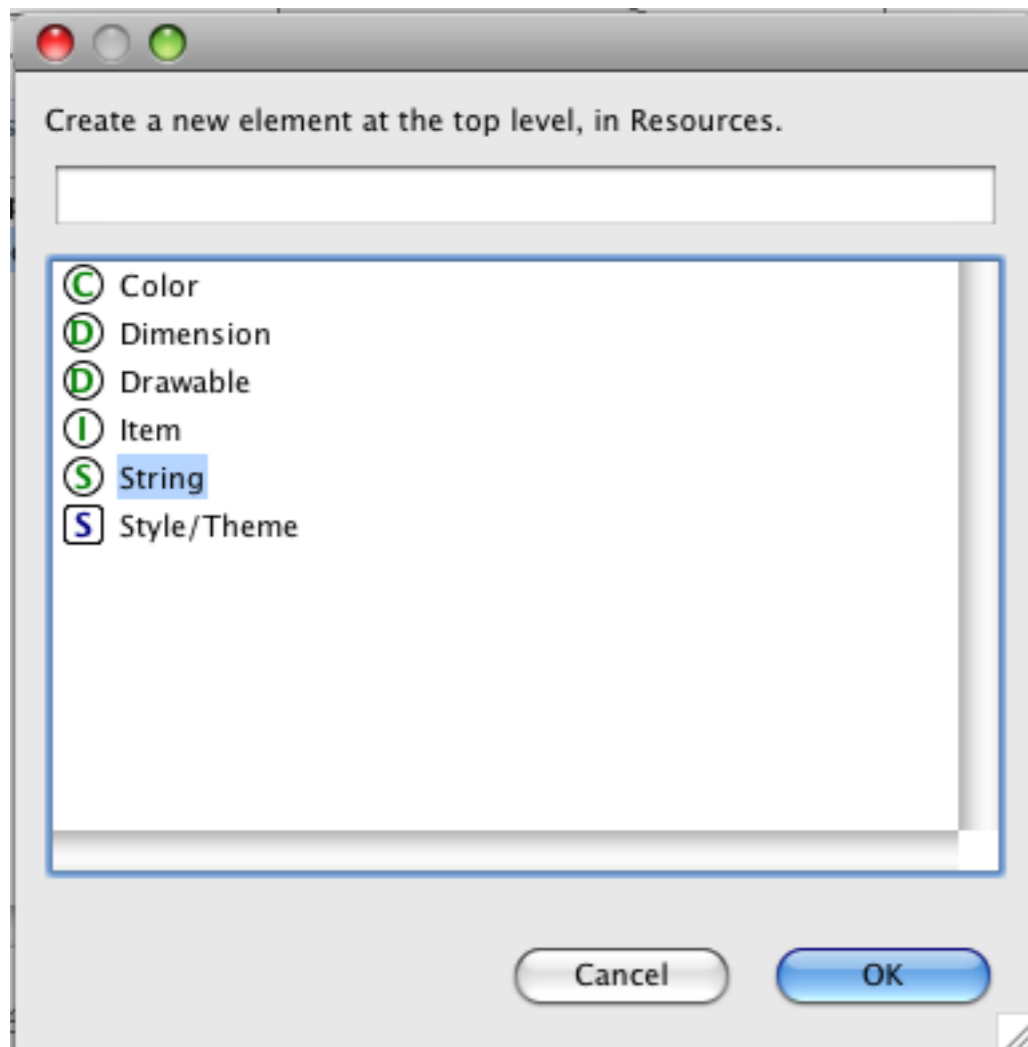 Create a new element at the top level, in Resources.
C Color
D Dimension
D Drawable
I Item
S String
S Style/Theme
Cancel OK